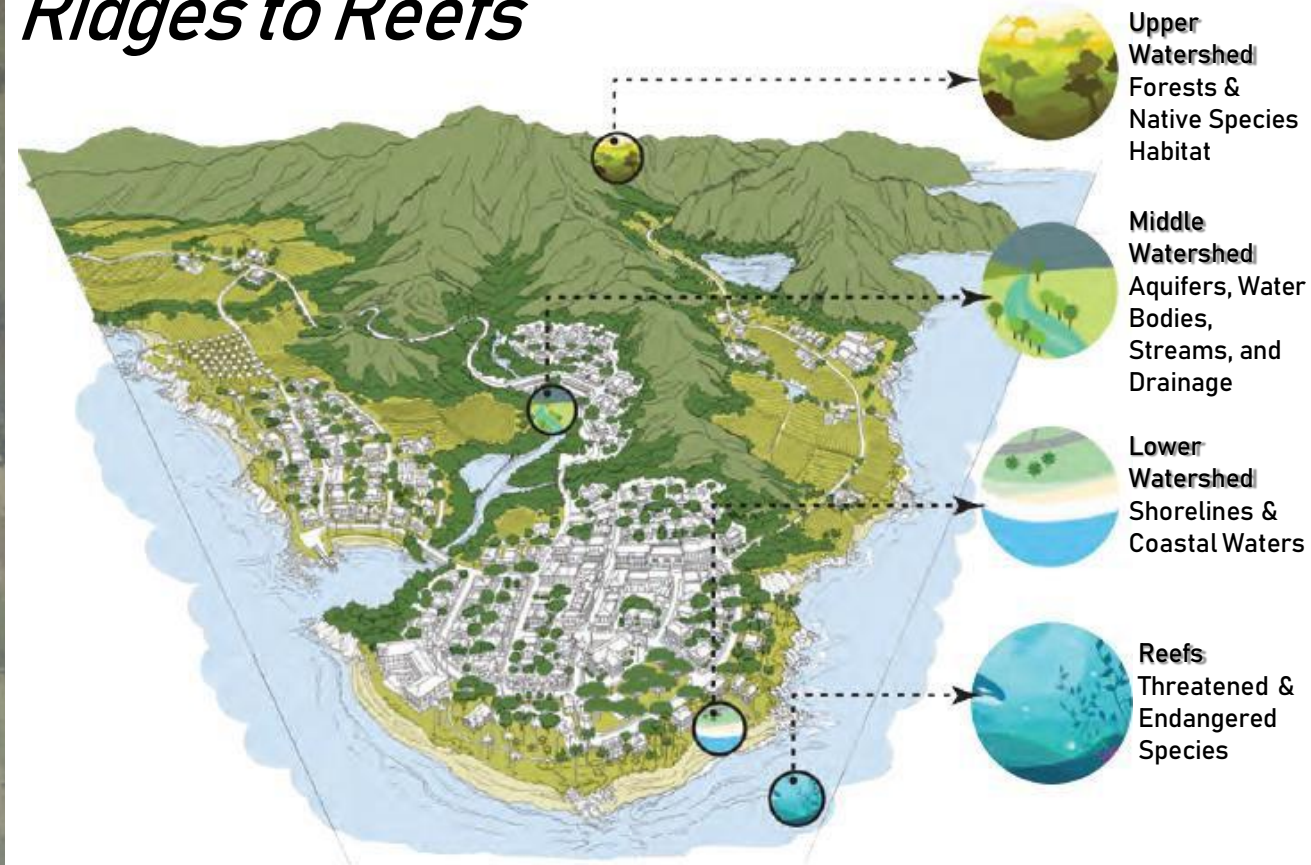 Ridges to Reefs
Upper
Watershed
Forests &
Native Species
Habitat
Middle
Watershed
Aquifers, Water
Bodies,
Streams, and
Drainage
Lower
Watershed
Shorelines &
Coastal Waters
Reefs
Threatened &
Endangered
Species